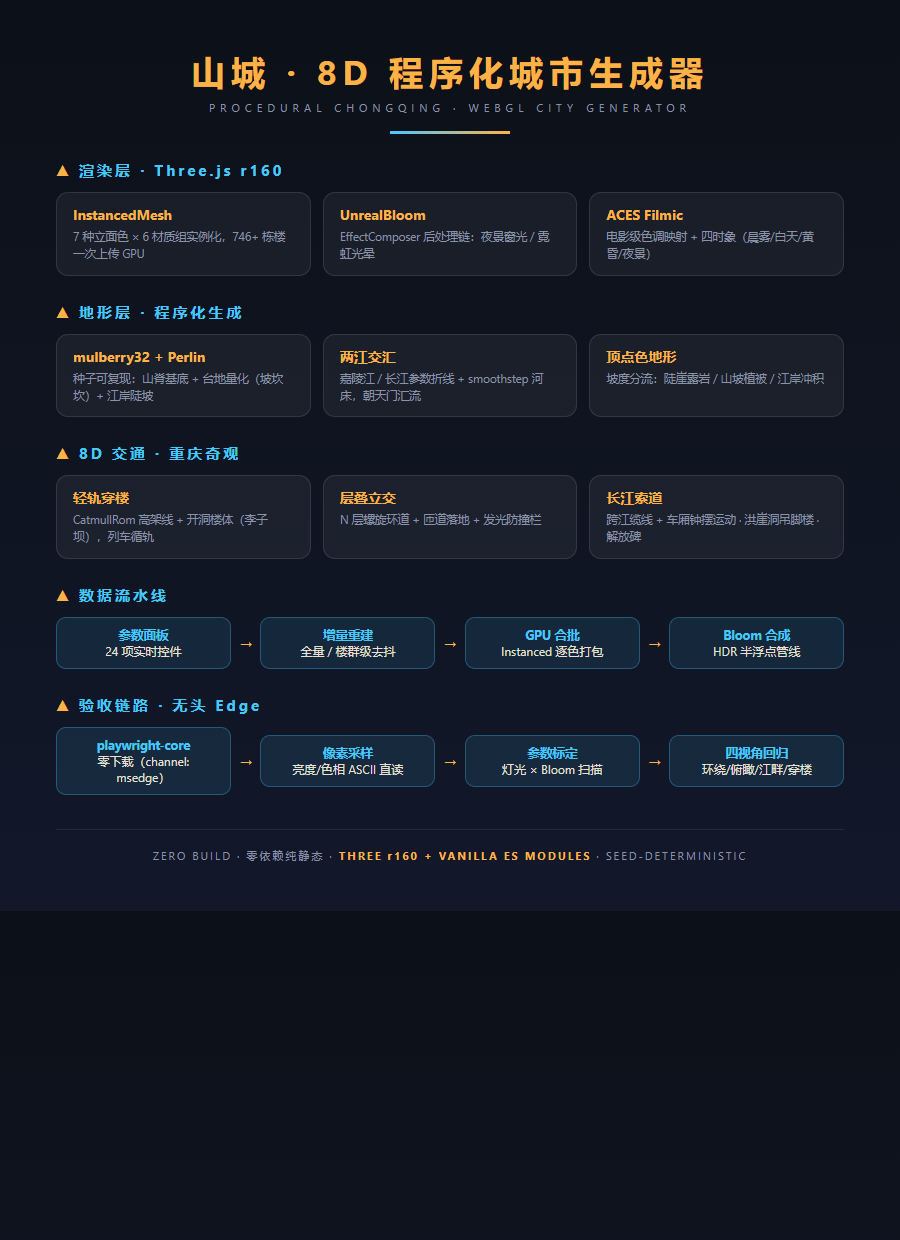 山城 · 8D 程序化城市生成器
PROCEDURAL CHONGQING · WEBGL CITY GENERATOR
▲ 渲染层 · Three.js r160
InstancedMesh
7 种立面色 × 6 材质组实例化，746+ 栋楼
一次上传 GPU
UnrealBloom
EffectComposer 后处理链：夜景窗光 / 霓
虹光晕
ACES Filmic
电影级色调映射 + 四时象（晨雾/白天/黄
昏/夜景）
▲ 地形层 · 程序化生成
mulberry32 + Perlin
种子可复现：山脊基底 + 台地量化（坡坎
坎）+ 江岸陡坡
两江交汇
嘉陵江 / 长江参数折线 + smoothstep 河
床，朝天门汇流
顶点色地形
坡度分流：陡崖露岩 / 山坡植被 / 江岸冲积
▲ 8D 交通 · 重庆奇观
轻轨穿楼
CatmullRom 高架线 + 开洞楼体（李子
坝），列车循轨
层叠立交
N 层螺旋环道 + 匝道落地 + 发光防撞栏
长江索道
跨江缆线 + 车厢钟摆运动 · 洪崖洞吊脚楼 ·
解放碑
▲ 数据流水线
参数面板
24 项实时控件
→
增量重建
全量 / 楼群级去抖
→
GPU 合批
Instanced 逐色打包
→
Bloom 合成
HDR 半浮点管线
▲ 验收链路 · 无头 Edge
playwright-core
零下载（channel:
msedge）
→
像素采样
亮度/色相 ASCII 直读
→
参数标定
灯光 × Bloom 扫描
→
四视角回归
环绕/俯瞰/江畔/穿楼
ZERO BUILD · 零依赖纯静态 · THREE r160 + VANILLA ES MODULES · SEED-DETERMINISTIC